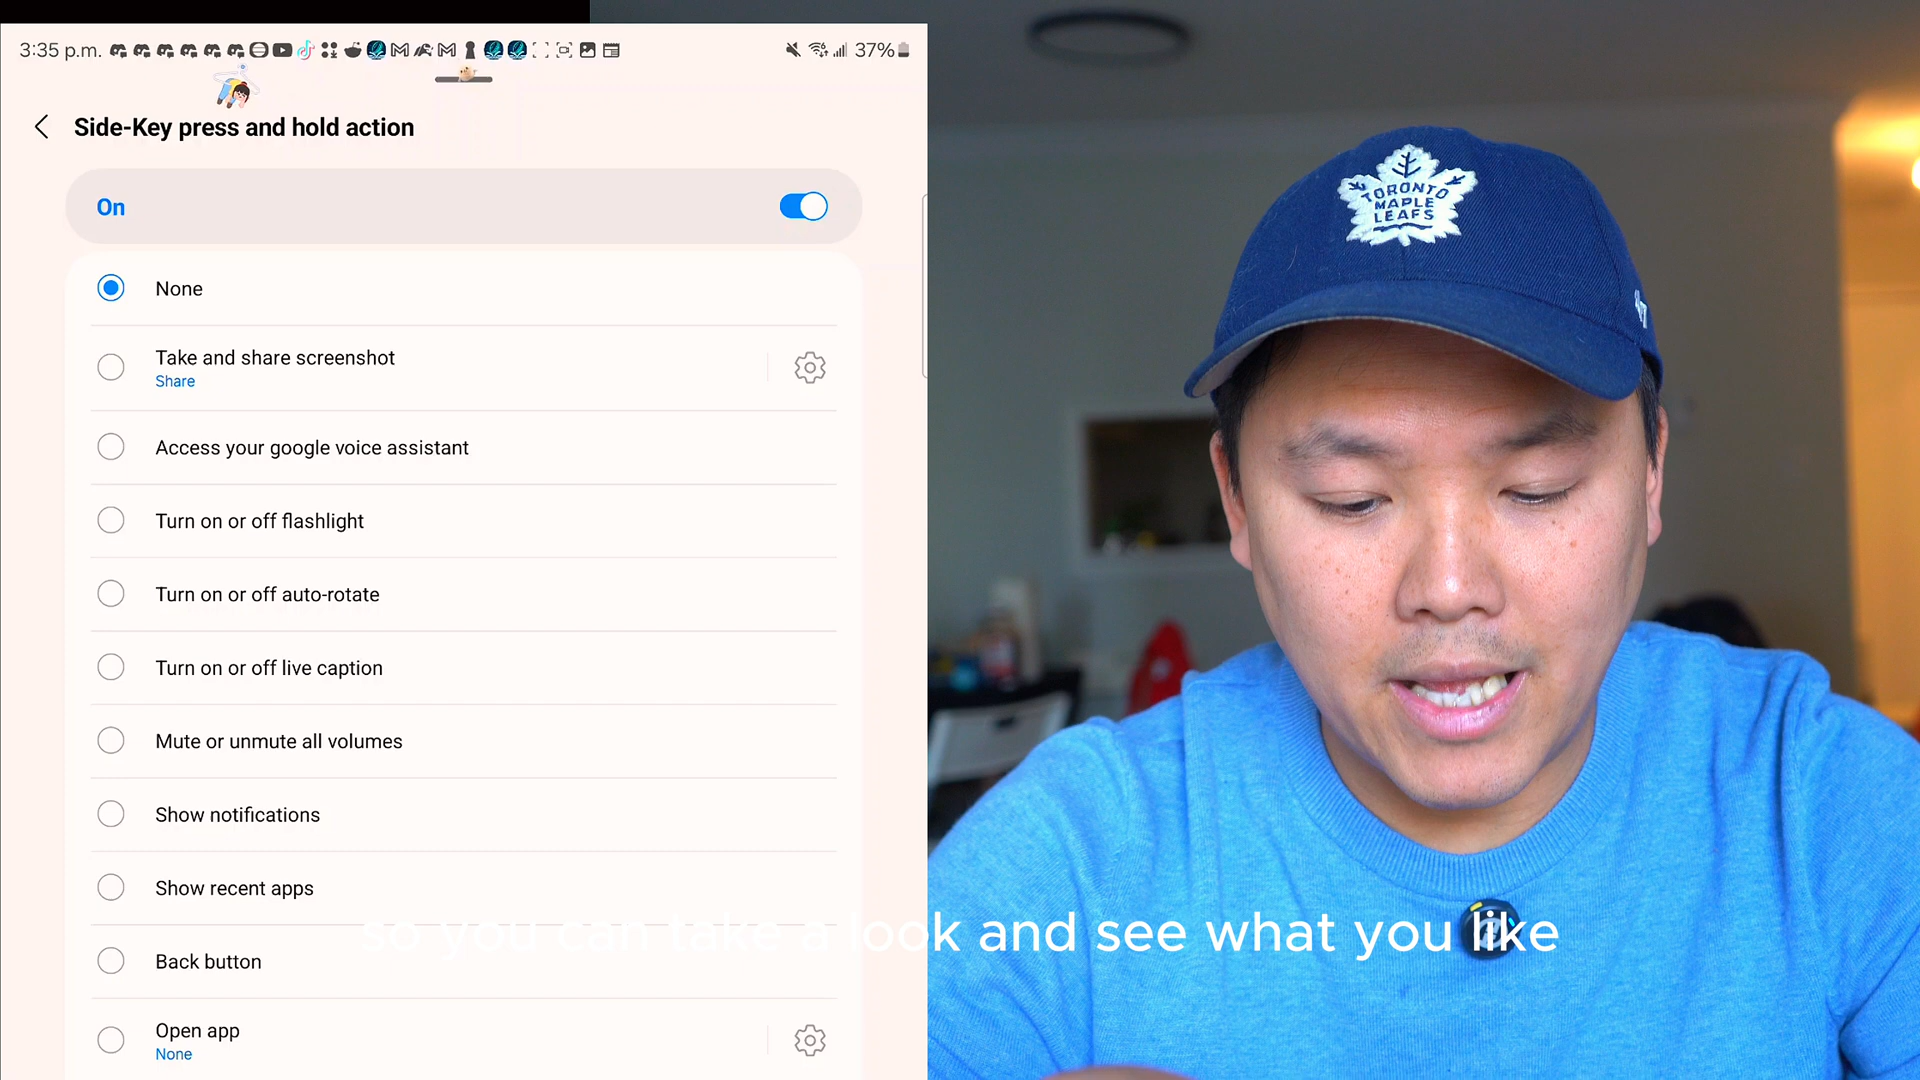 3:35 p.m.
37%
Side-Key press and hold action
On
None
Take and share screenshot
Share
Access your google voice assistant
Turn on or off flashlight
Turn on or off auto-rotate
Turn on or off live caption
Mute or unmute all volumes
Show notifications
Show recent apps
Back button
Open app
None
TORONTO
MAPLE
LEAFS
so you can take a look and see what you like